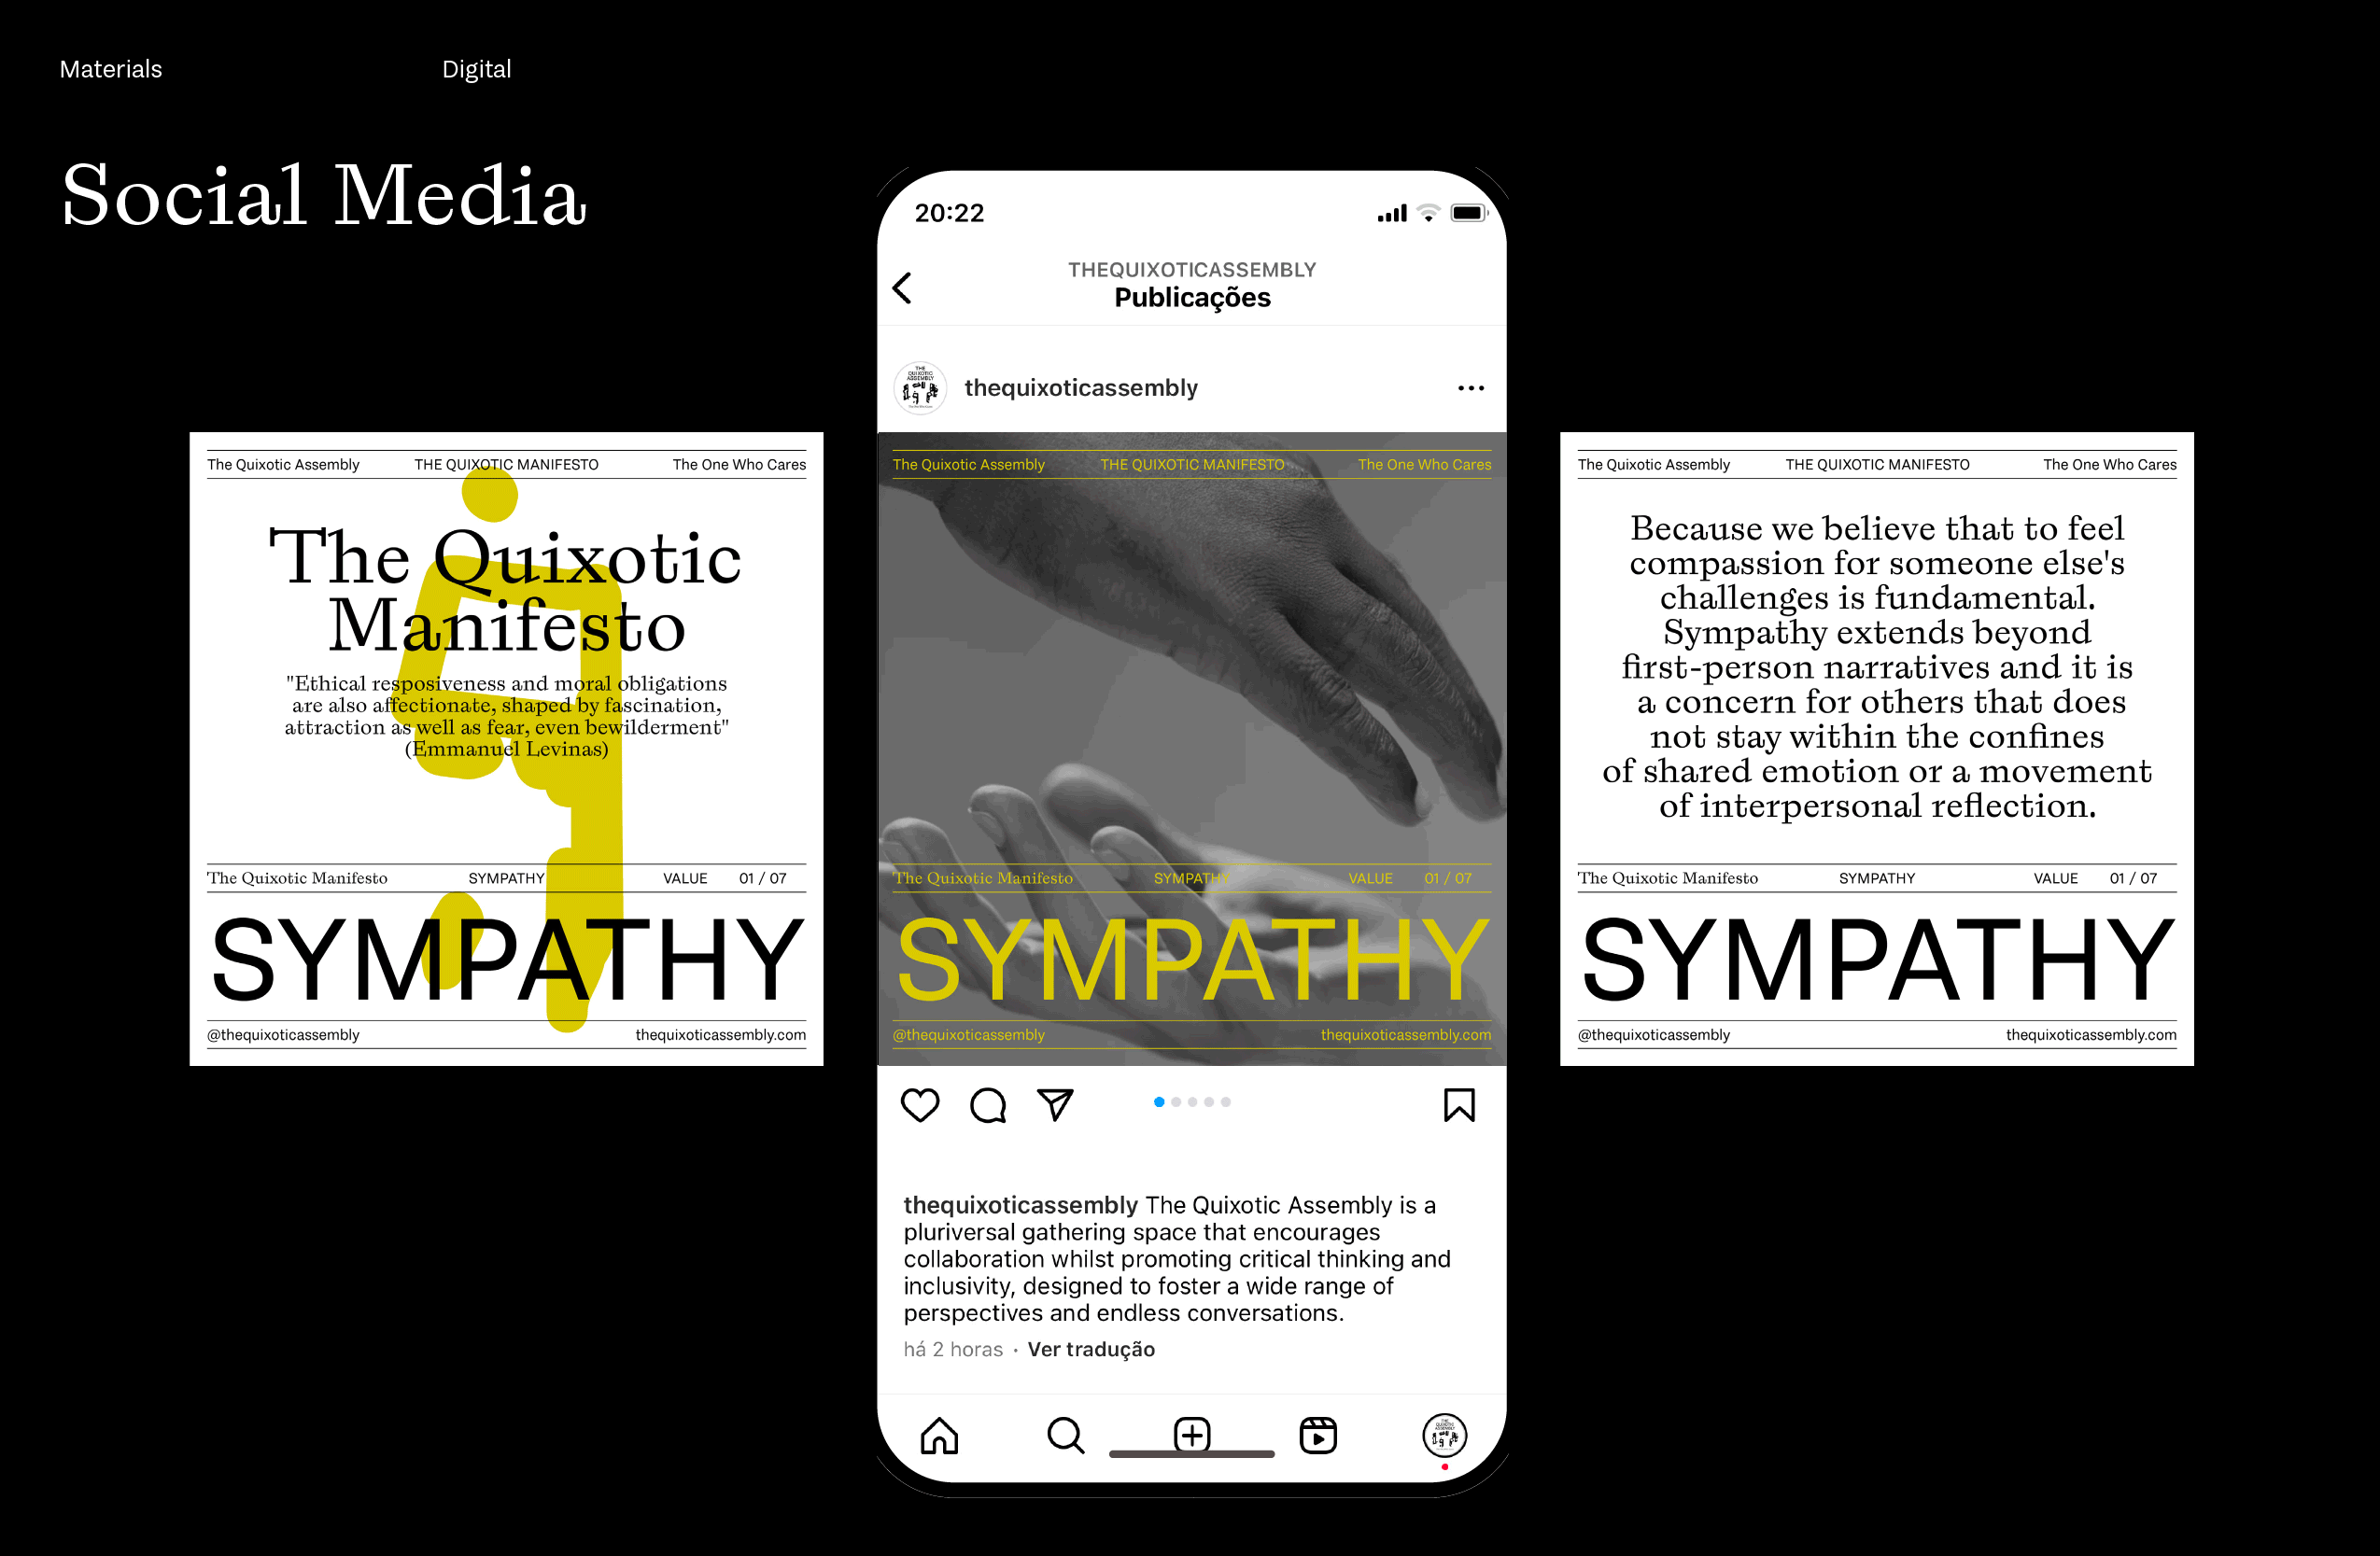 Materials
Digital
Social Media
The Quixotic Assembly
THE QUIXOTIC MANIFESTO
The One Who Cares
The Quixotic
Manifesto
"Ethical resposiveness and moral obligations
are also affectionate, shaped by fascination,
attraction as well as fear, even bewilderment"
(Emmanuel Levinas)
The Quixotic Manifesto
SYMPATHY
VALUE
01 / 07
SYMPATHY
@thequixoticassembly
thequixoticassembly.com
20:22
THEQUIXOTICASSEMBLY
Publicações
THE
QUIXOTIC
ASSEMBLY
thequixoticassembly
The Quixotic Assembly
THE QUIXOTIC MANIFESTO
The One Who Cares
The Quixotic Manifesto
SYMPATHY
VALUE
01 / 07
SYMPATHY
@thequixoticassembly
thequixoticassembly.com
thequixoticassembly The Quixotic Assembly is a
pluriversal gathering space that encourages
collaboration whilst promoting critical thinking and
inclusivity, designed to foster a wide range of
perspectives and endless conversations.
há 2 horas • Ver tradução
The Quixotic Assembly
THE QUIXOTIC MANIFESTO
The One Who Cares
Because we believe that to feel
compassion for someone else's
challenges is fundamental.
Sympathy extends beyond
first-person narratives and it is
a concern for others that does
not stay within the confines
of shared emotion or a movement
of interpersonal reflection.
The Quixotic Manifesto
SYMPATHY
VALUE
01 / 07
SYMPATHY
@thequixoticassembly
thequixoticassembly.com